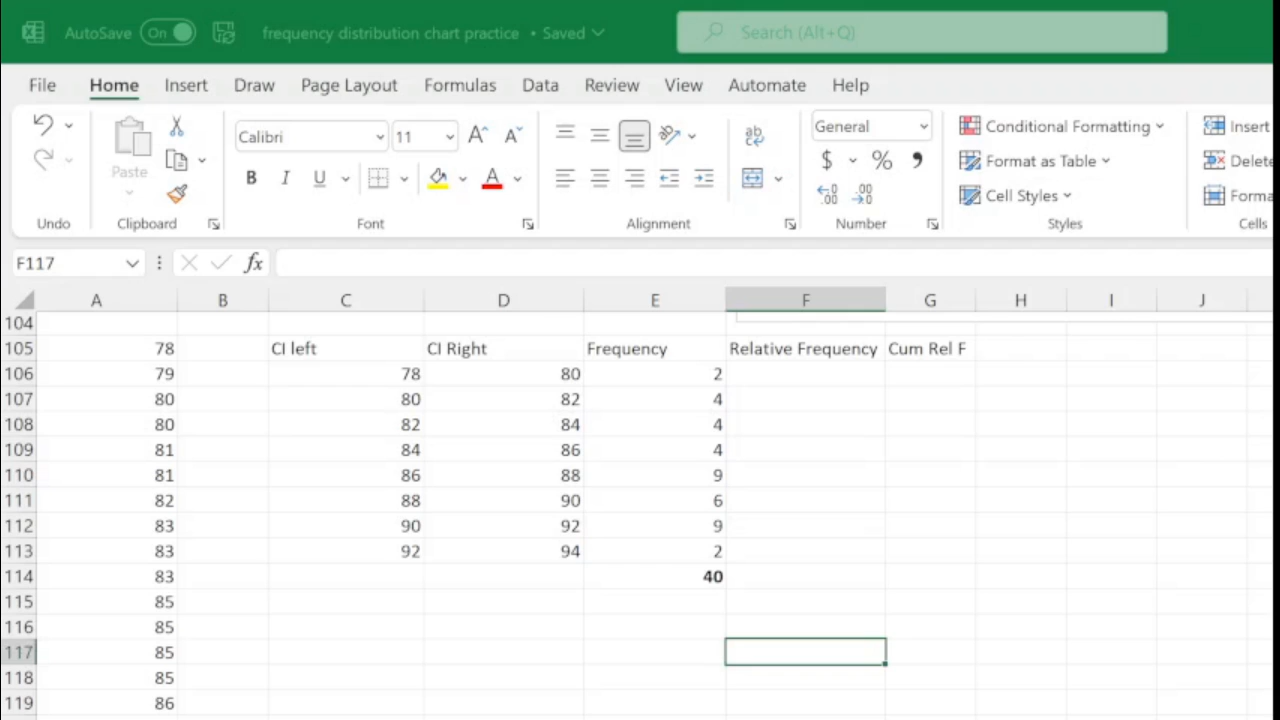 AutoSave On frequency distribution chart practice • Saved Search (Alt+Q)
File Home Insert Draw Page Layout Formulas Data Review View Automate Help
Paste
Calibri 11
B I U
General
$ %
Conditional Formatting
Format as Table
Cell Styles
Insert
Delete
Forma
Undo Clipboard Font Alignment Number Styles Cells
F117 fx
A B C D E F G H I J
104
105 78 CI left CI Right Frequency Relative Frequency Cum Rel F
106 79 78 80 2
107 80 80 82 4
108 80 82 84 4
109 81 84 86 4
110 81 86 88 9
111 82 88 90 6
112 83 90 92 9
113 83 92 94 2
114 83 40
115 85
116 85
117 85
118 85
119 86